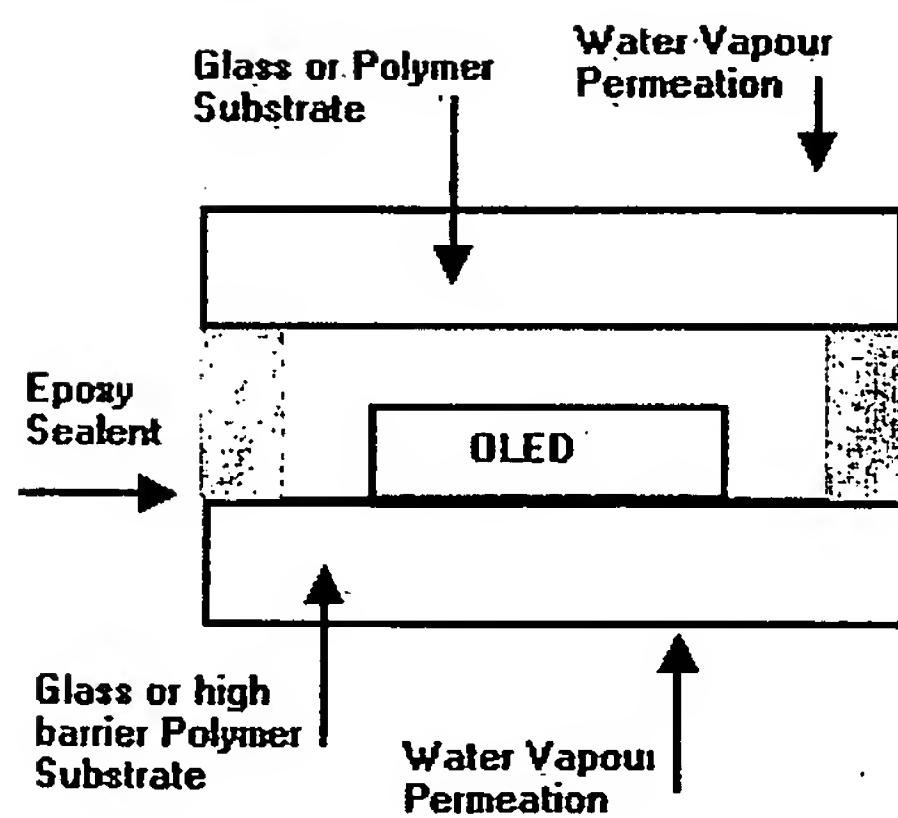 Glass or Polymer
Substrate
Water Vapour
Permeation
Epoxy
Sealent
OLED
Glass or high
barrier Polymer
Substrate
Water Vapour
Permeation